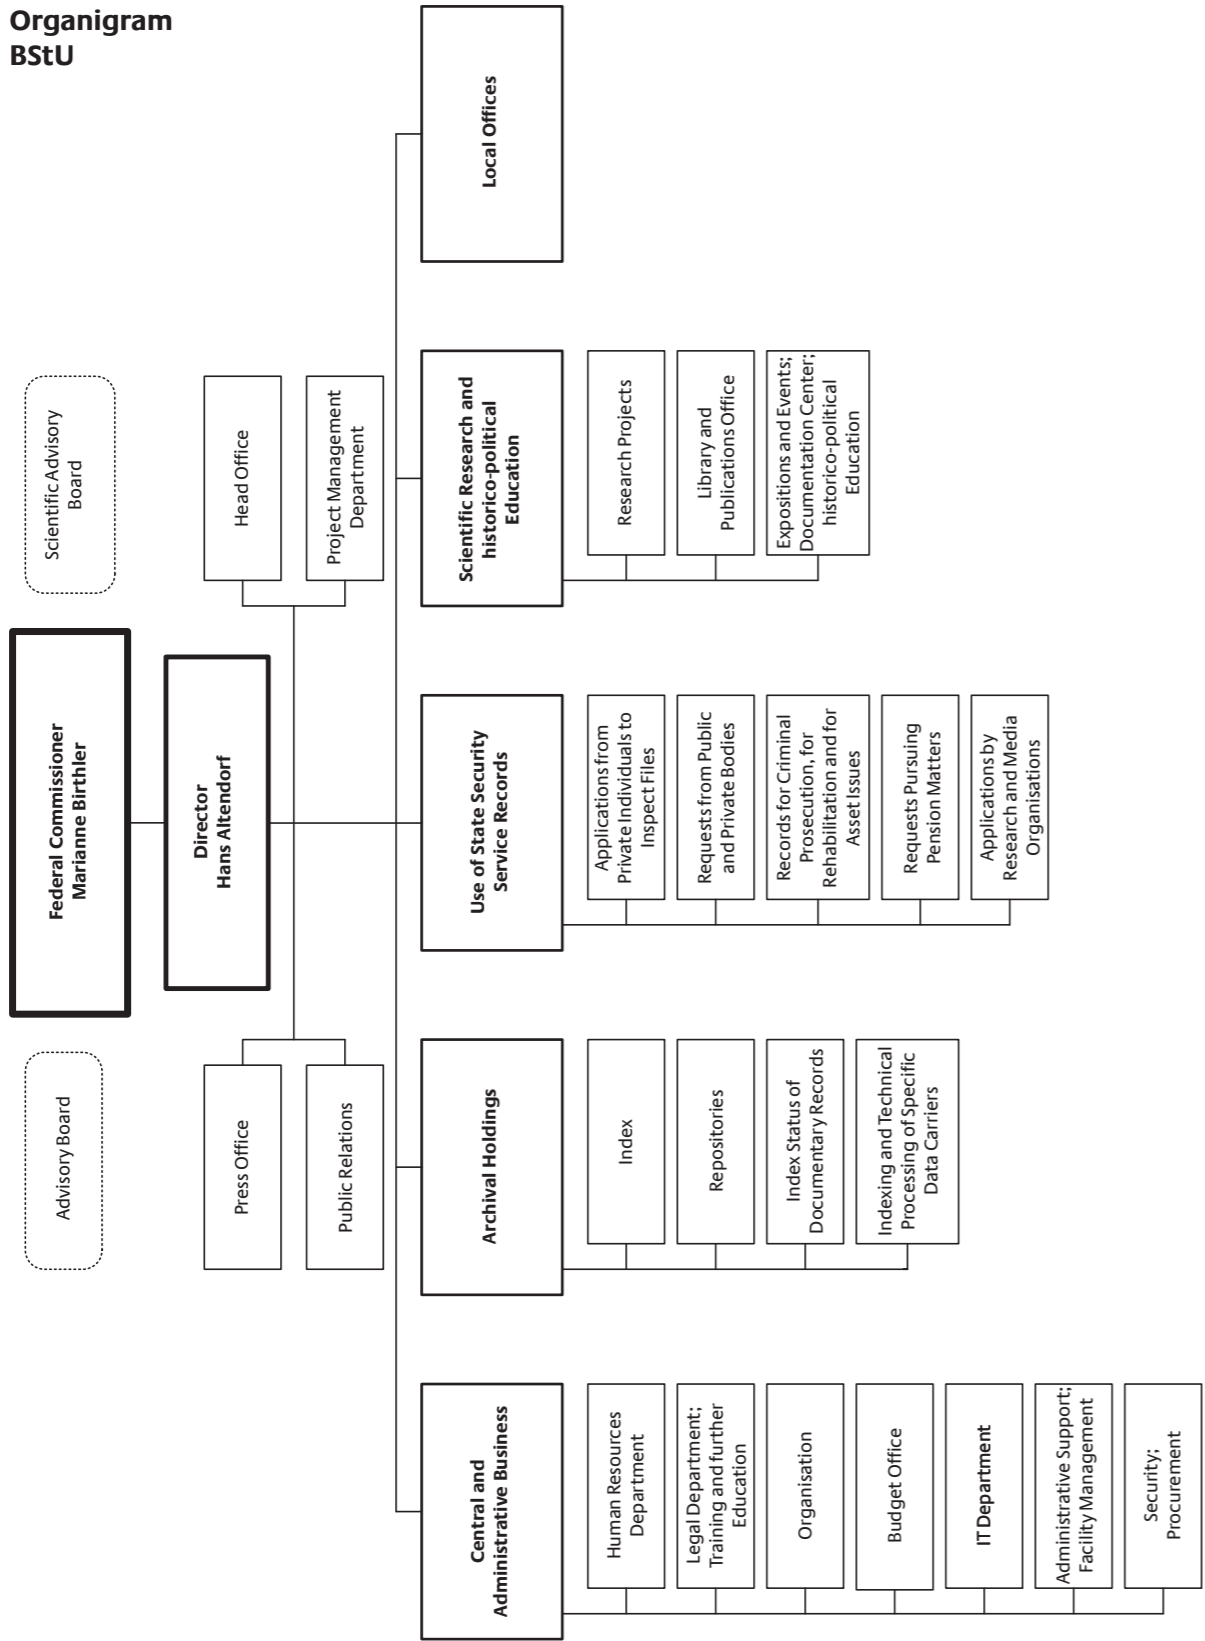 Organigram
BStU
Federal Commissioner
Marianne Birthler
Advisory Board
Scientific Advisory
Board
Director
Hans Altendorf
Press Office
Public Relations
Head Office
Project Management
Department
Central and
Administrative Business
Human Resources
Department
Legal Department;
Training and further
Education
Organisation
Budget Office
IT Department
Administrative Support;
Facility Management
Security;
Procurement
Archival Holdings
Index
Repositories
Index Status of
Documentary Records
Indexing and Technical
Processing of Specific
Data Carriers
Use of State Security
Service Records
Applications from
Private Individuals to
Inspect Files
Requests from Public
and Private Bodies
Records for Criminal
Prosecution, for
Rehabilitation and for
Asset Issues
Requests Pursuing
Pension Matters
Applications by
Research and Media
Organisations
Scientific Research and
historico-political
Education
Research Projects
Library and
Publications Office
Expositions and Events;
Documentation Center;
historico-political
Education
Local Offices